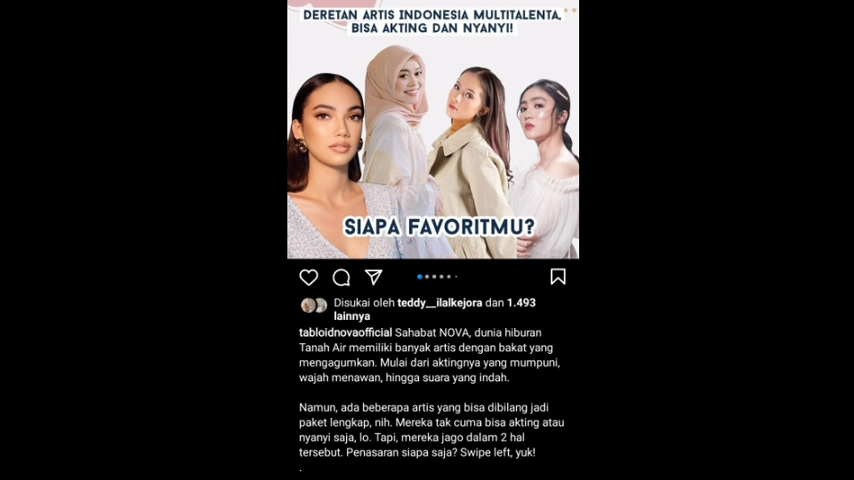 DERETAN ARTIS INDONESIA MULTITALENTA,
BISA AKTING DAN NYANYI!
SIAPA FAVORITMU?
Disukai oleh teddy__ilalkejora dan 1.493
lainnya
tabloidnovaofficial Sahabat NOVA, dunia hiburan
Tanah Air memiliki banyak artis dengan bakat yang
mengagumkan. Mulai dari aktingnya yang mumpuni,
wajah menawan, hingga suara yang indah.
Namun, ada beberapa artis yang bisa dibilang jadi
paket lengkap, nih. Mereka tak cuma bisa akting atau
nyanyi saja, lo. Tapi, mereka jago dalam 2 hal
tersebut. Penasaran siapa saja? Swipe left, yuk!
.